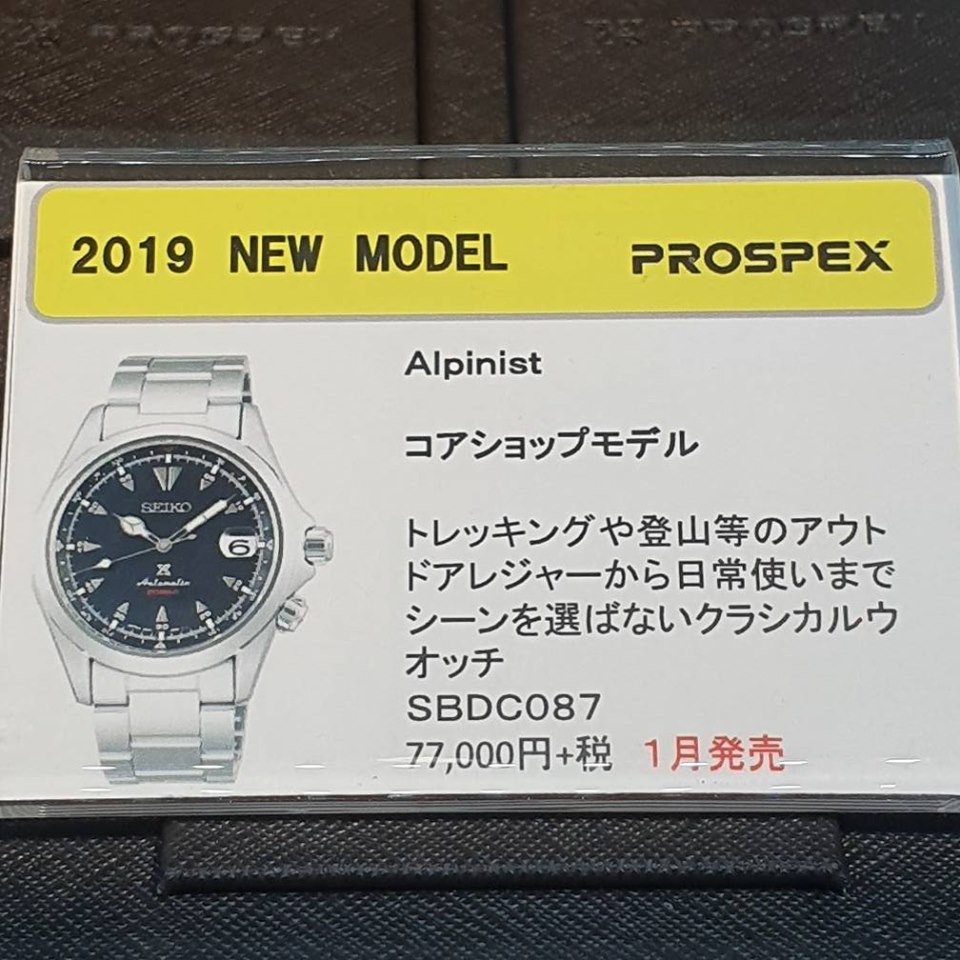 2019 NEW MODEL
PROSPEX
Alpinist
コアショップモデル
トレッキングや登山等のアウト
ドアレジャーから日常使いまで
シーンを選ばないクラシカルウ
オッチ
SBDC087
77,000円+税 1月発売
SEIKO
6
Automatic